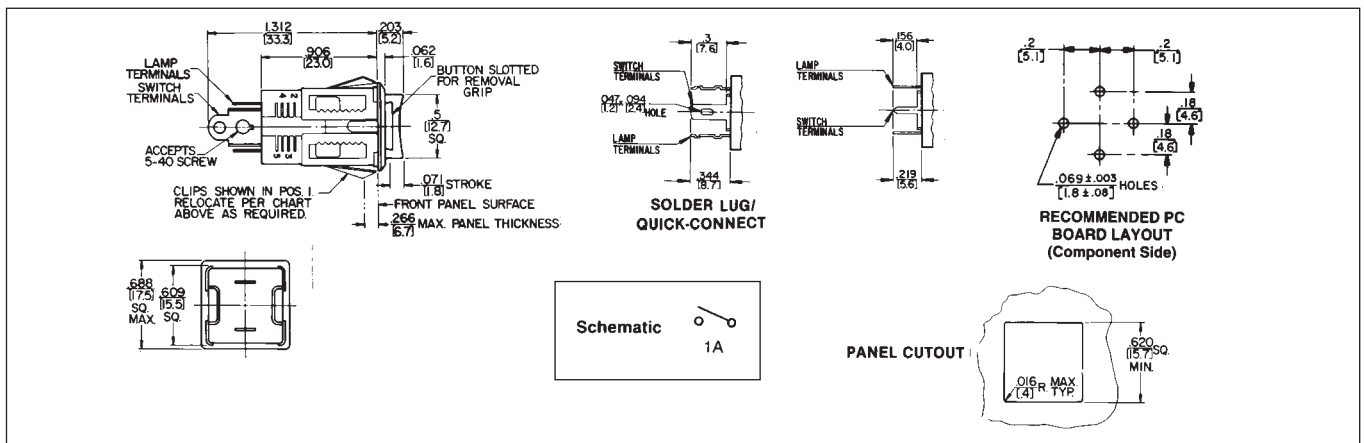 1.312
[33.3]
.203
[5.2]
.906
[23.0]
.062
[1.6]
LAMP
TERMINALS
SWITCH
TERMINALS
BUTTON SLOTTED
FOR REMOVAL
GRIP
.5
[12.7]
SQ.
ACCEPTS
5-40 SCREW
.071
[1.8] STROKE
CLIPS SHOWN IN POS. 1.
RELOCATE PER CHART
ABOVE AS REQUIRED.
FRONT PANEL SURFACE
.266
[6.7] MAX. PANEL THICKNESS
.3
[7.6]
SWITCH
TERMINALS
.047 x .094
[1.2] [2.4] HOLE
LAMP
TERMINALS
.344
[8.7]
SOLDER LUG/
QUICK-CONNECT
.156
[4.0]
LAMP
TERMINALS
SWITCH
TERMINALS
.219
[5.6]
.2
[5.1]
.2
[5.1]
.18
[4.6]
.18
[4.6]
.069 ±.003
[1.8 ±.08] HOLES
RECOMMENDED PC
BOARD LAYOUT
(Component Side)
.688
[17.5]
SQ.
MAX.
.609
[15.5]
SQ.
Schematic
1A
PANEL CUTOUT
.620
[15.7] SQ.
MIN.
.016
[.4] R. MAX.
TYP.